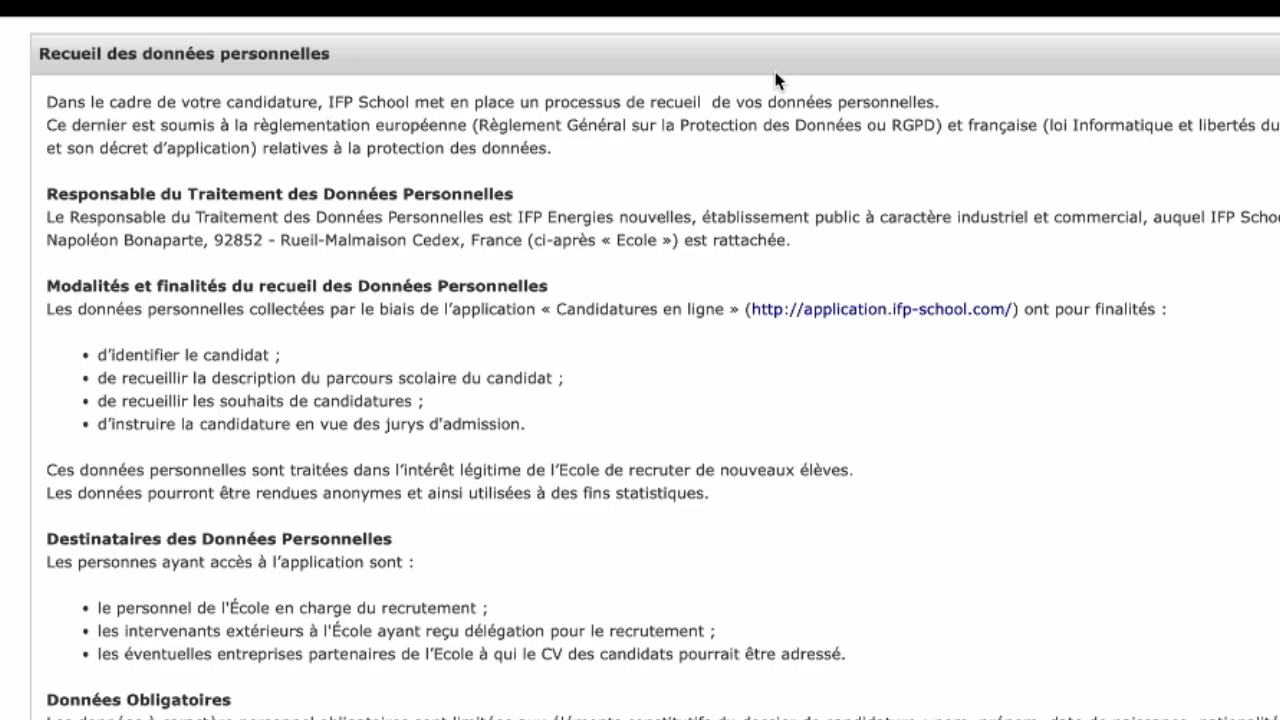 Recueil des données personnelles
Dans le cadre de votre candidature, IFP School met en place un processus de recueil  de vos données personnelles.
Ce dernier est soumis à la règlementation européenne (Règlement Général sur la Protection des Données ou RGPD) et française (loi Informatique et libertés du
et son décret d’application) relatives à la protection des données.
Responsable du Traitement des Données Personnelles
Le Responsable du Traitement des Données Personnelles est IFP Energies nouvelles, établissement public à caractère industriel et commercial, auquel IFP
Napoléon Bonaparte, 92852 - Rueil-Malmaison Cedex, France (ci-après « Ecole ») est rattachée.
Modalités et finalités du recueil des Données Personnelles
Les données personnelles collectées par le biais de l’application « Candidatures en ligne » (http://application.ifp-school.com/) ont pour finalités :
• d’identifier le candidat ;
• de recueillir la description du parcours scolaire du candidat ;
• de recueillir les souhaits de candidatures ;
• d’instruire la candidature en vue des jurys d'admission.
Ces données personnelles sont traitées dans l’intérêt légitime de l’Ecole de recruter de nouveaux élèves.
Les données pourront être rendues anonymes et ainsi utilisées à des fins statistiques.
Destinataires des Données Personnelles
Les personnes ayant accès à l’application sont :
• le personnel de l'École en charge du recrutement ;
• les intervenants extérieurs à l'École ayant reçu délégation pour le recrutement ;
• les éventuelles entreprises partenaires de l’Ecole à qui le CV des candidats pourrait être adressé.
Données Obligatoires